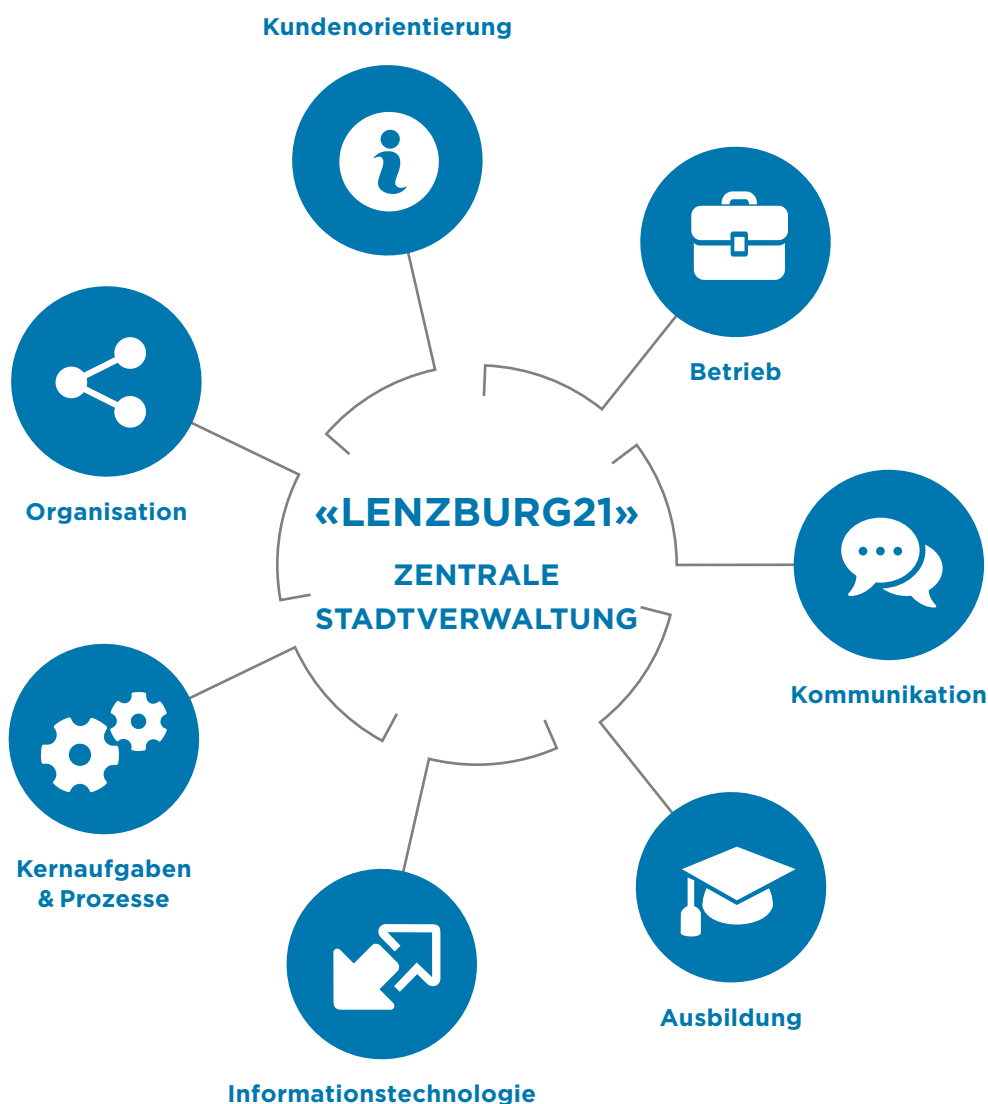 Kundenorientierung
Betrieb
Organisation
«LENZBURG21»
ZENTRALE
STADTVERWALTUNG
Kommunikation
Kernaufgaben
& Prozesse
Ausbildung
Informationstechnologie